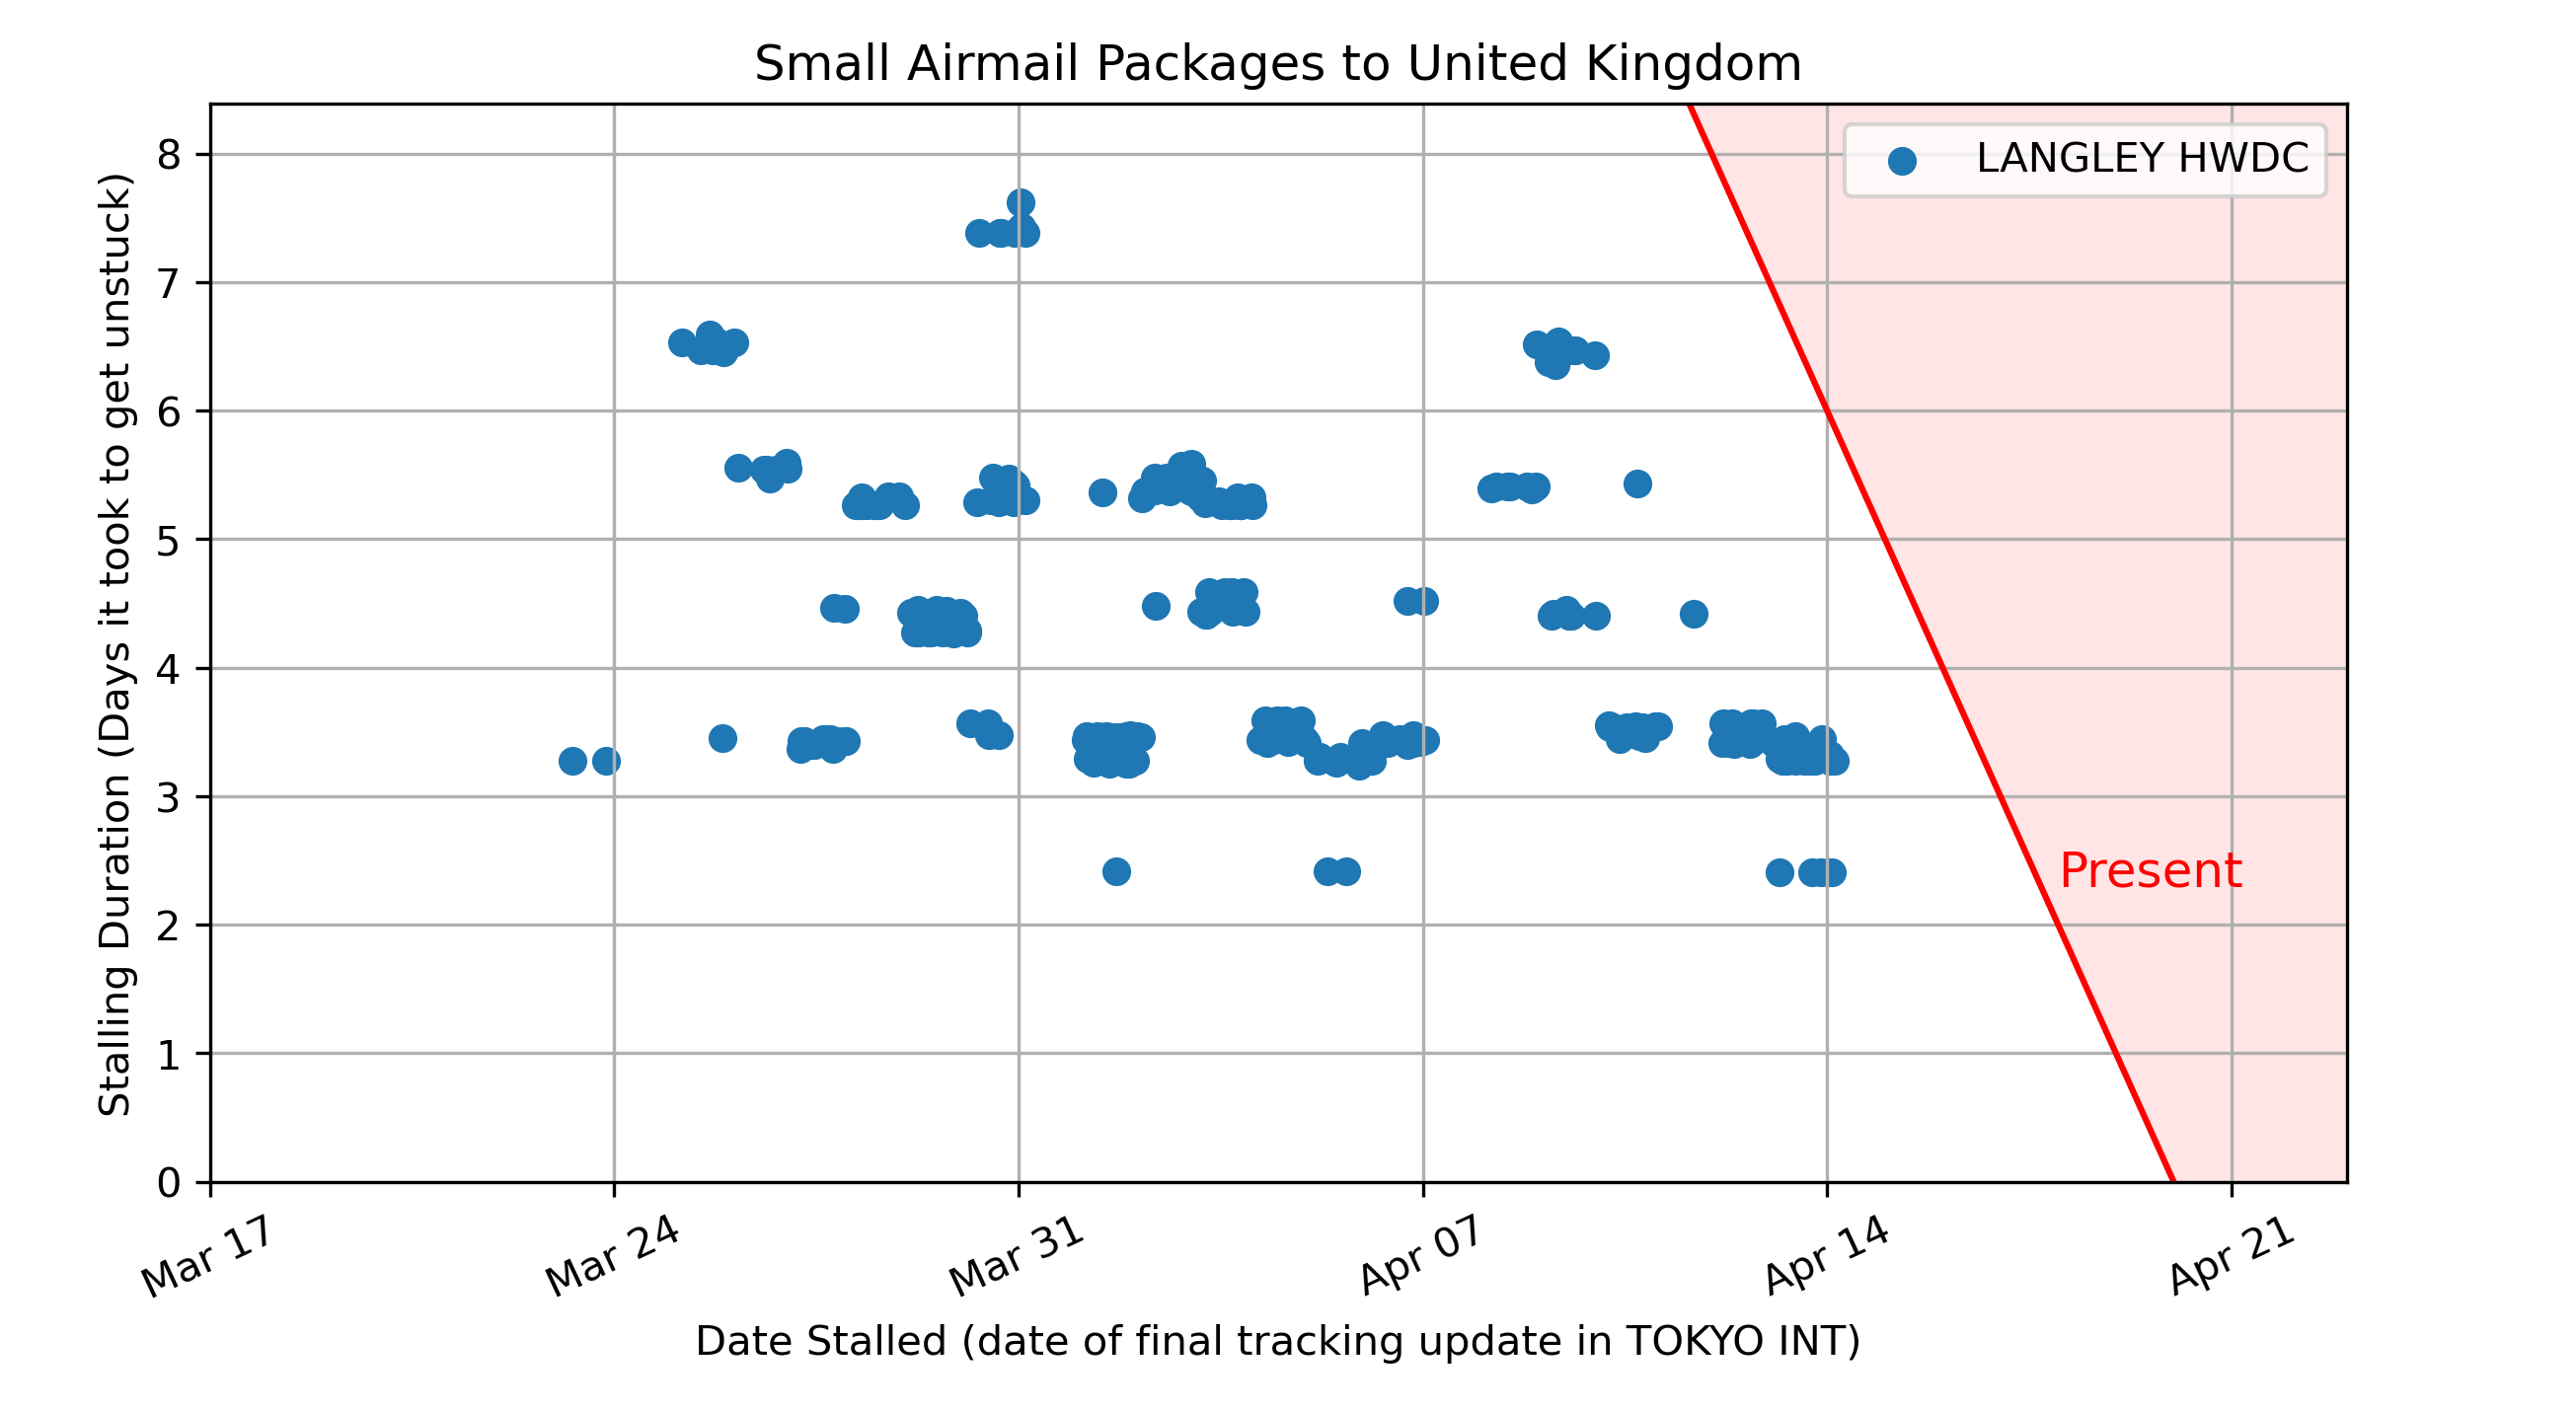 Small Airmail Packages to United Kingdom
LANGLEY HWDC
Stalling Duration (Days it took to get unstuck)
8
7
6
5
4
3
2
1
0
Present
Mar 17
Mar 24
Mar 31
Apr 07
Apr 14
Apr 21
Date Stalled (date of final tracking update in TOKYO INT)